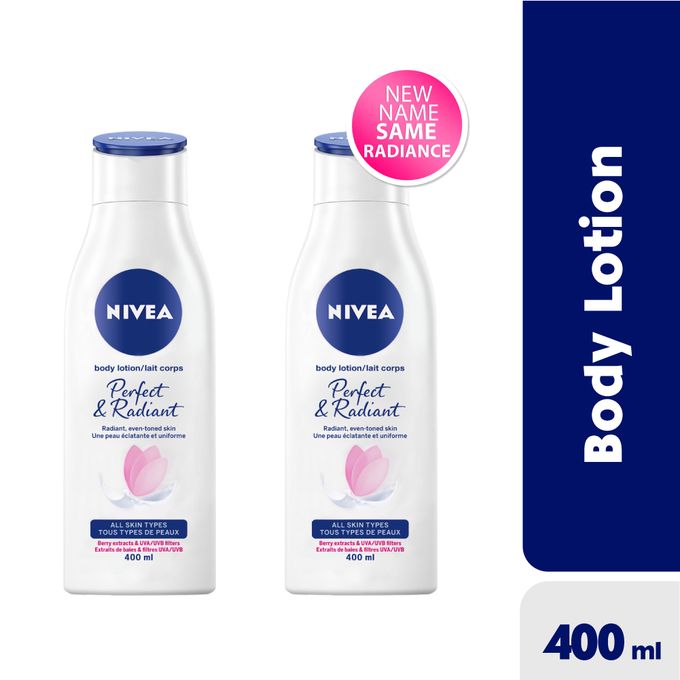 NEW
NAME
SAME
RADIANCE
NIVEA
body lotion/lait corps
Perfect
& Radiant
Radiant, even-toned skin
Une peau éclatante et uniforme
ALL SKIN TYPES
TOUS TYPES DE PEAUX
Berry extracts & UVA/UVB filters
Extraits de baies & filtres UVA/UVB
400 ml
NIVEA
body lotion/lait corps
Perfect
& Radiant
Radiant, even-toned skin
Une peau éclatante et uniforme
ALL SKIN TYPES
TOUS TYPES DE PEAUX
Berry extracts & UVA/UVB filters
Extraits de baies & filtres UVA/UVB
400 ml
Body Lotion
400 ml